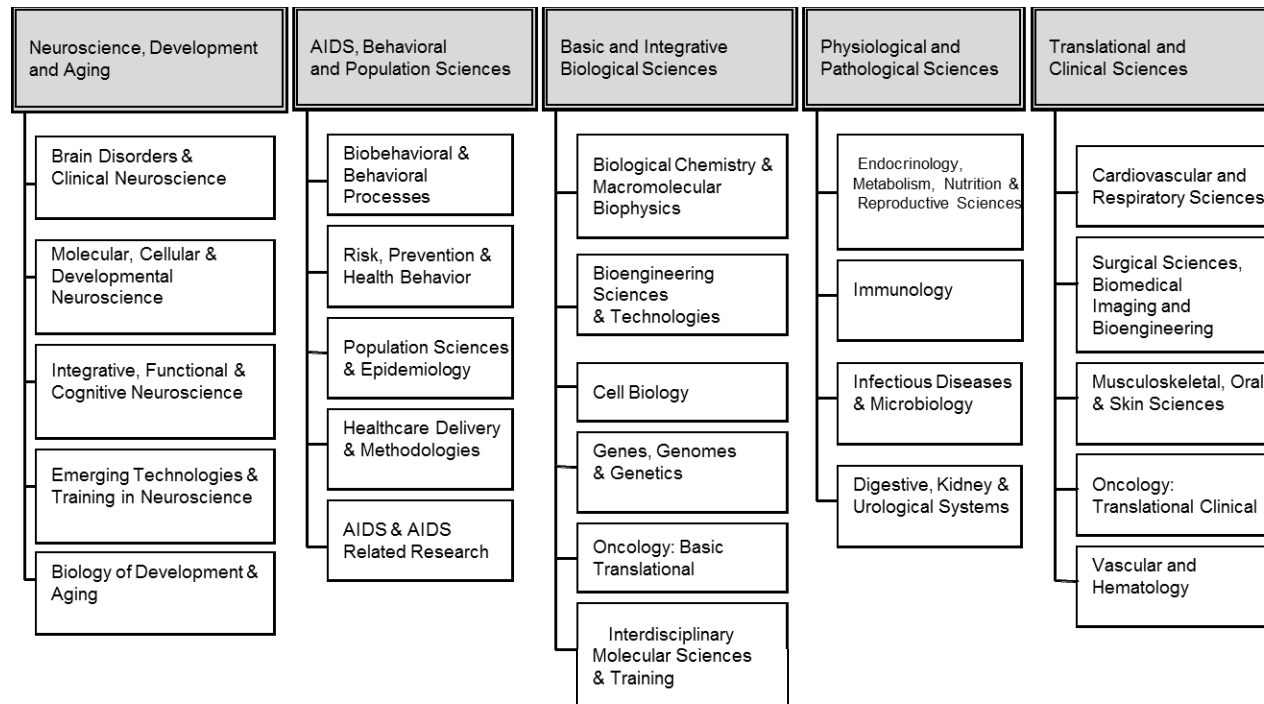 Neuroscience, Development
and Aging
Brain Disorders &
Clinical Neuroscience
Molecular, Cellular &
Developmental
Neuroscience
Integrative, Functional &
Cognitive Neuroscience
Emerging Technologies &
Training in Neuroscience
Biology of Development &
Aging
AIDS, Behavioral
and Population Sciences
Biobehavioral &
Behavioral
Processes
Risk, Prevention &
Health Behavior
Population Sciences
& Epidemiology
Healthcare Delivery
& Methodologies
AIDS & AIDS
Related Research
Basic and Integrative
Biological Sciences
Biological Chemistry &
Macromolecular
Biophysics
Bioengineering
Sciences
& Technologies
Cell Biology
Genes, Genomes
& Genetics
Oncology: Basic
Translational
Interdisciplinary
Molecular Sciences
& Training
Physiological and
Pathological Sciences
Endocrinology,
Metabolism, Nutrition &
Reproductive Sciences
Immunology
Infectious Diseases
& Microbiology
Digestive, Kidney &
Urological Systems
Translational and
Clinical Sciences
Cardiovascular and
Respiratory Sciences
Surgical Sciences,
Biomedical
Imaging and
Bioengineering
Musculoskeletal, Oral
& Skin Sciences
Oncology:
Translational Clinical
Vascular and
Hematology